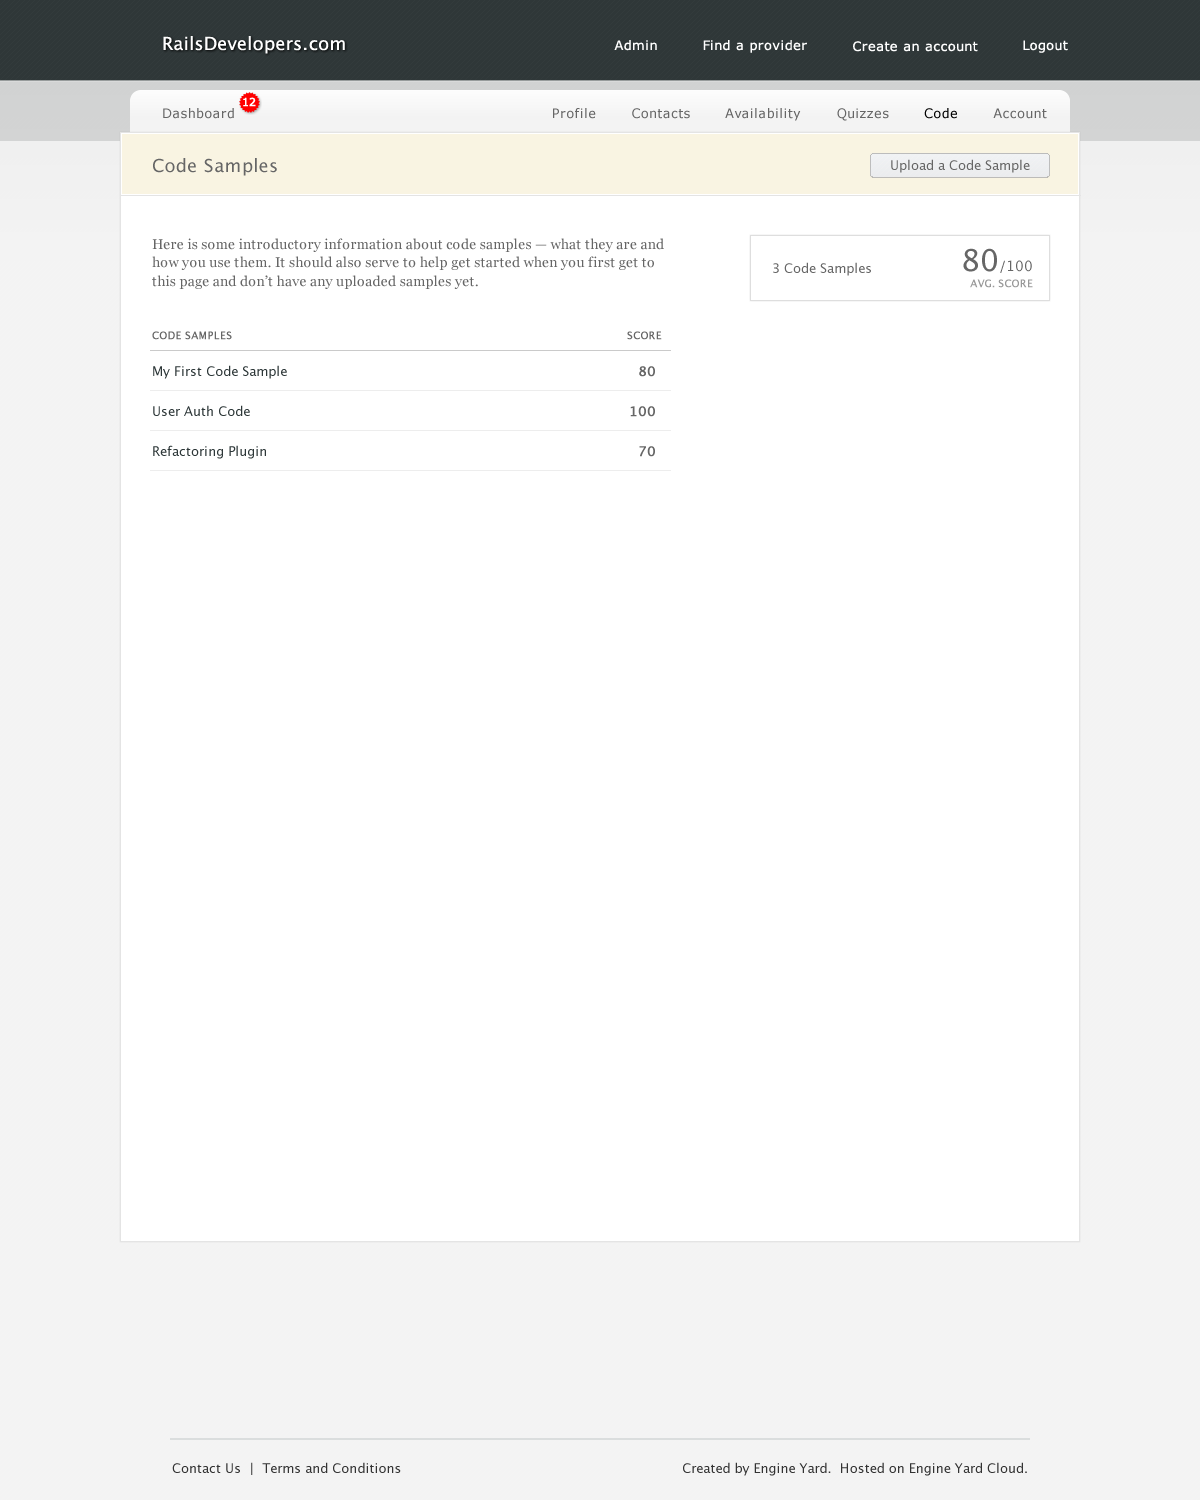 RailsDevelopers.com Admin Find a provider Create an account Logout
Dashboard 12 Profile Contacts Availability Quizzes Code Account
Code Samples Upload a Code Sample
Here is some introductory information about code samples — what they are and
how you use them. It should also serve to help get started when you first get to
this page and don’t have any uploaded samples yet.
3 Code Samples 80/100
AVG. SCORE
CODE SAMPLES SCORE
My First Code Sample 80
User Auth Code 100
Refactoring Plugin 70
Contact Us | Terms and Conditions Created by Engine Yard. Hosted on Engine Yard Cloud.